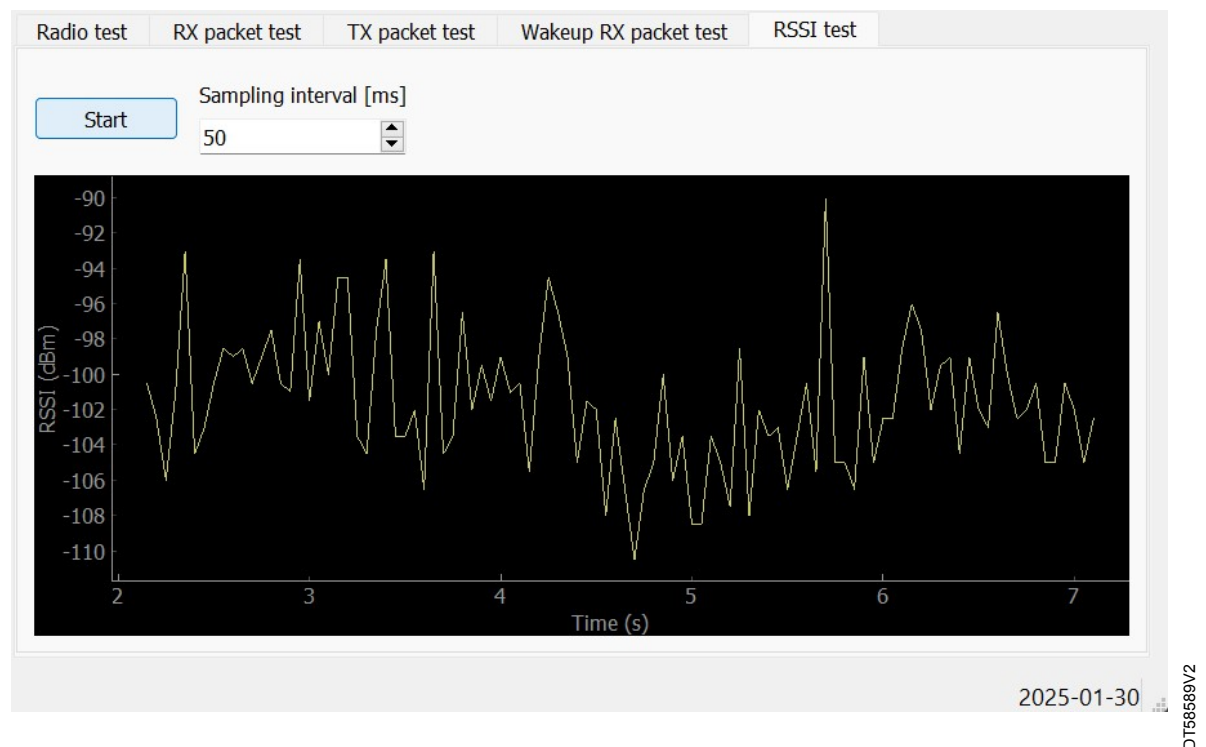 Radio test
RX packet test
TX packet test
Wakeup RX packet test
RSSI test
Sampling interval [ms]
Start
50
-90
-92
-94
-96
-98
-100
-102
-104
-106
-108
-110
RSSI (dBm)
2 3 4 5 6 7
Time (s)
2025-01-30
DT58589V2